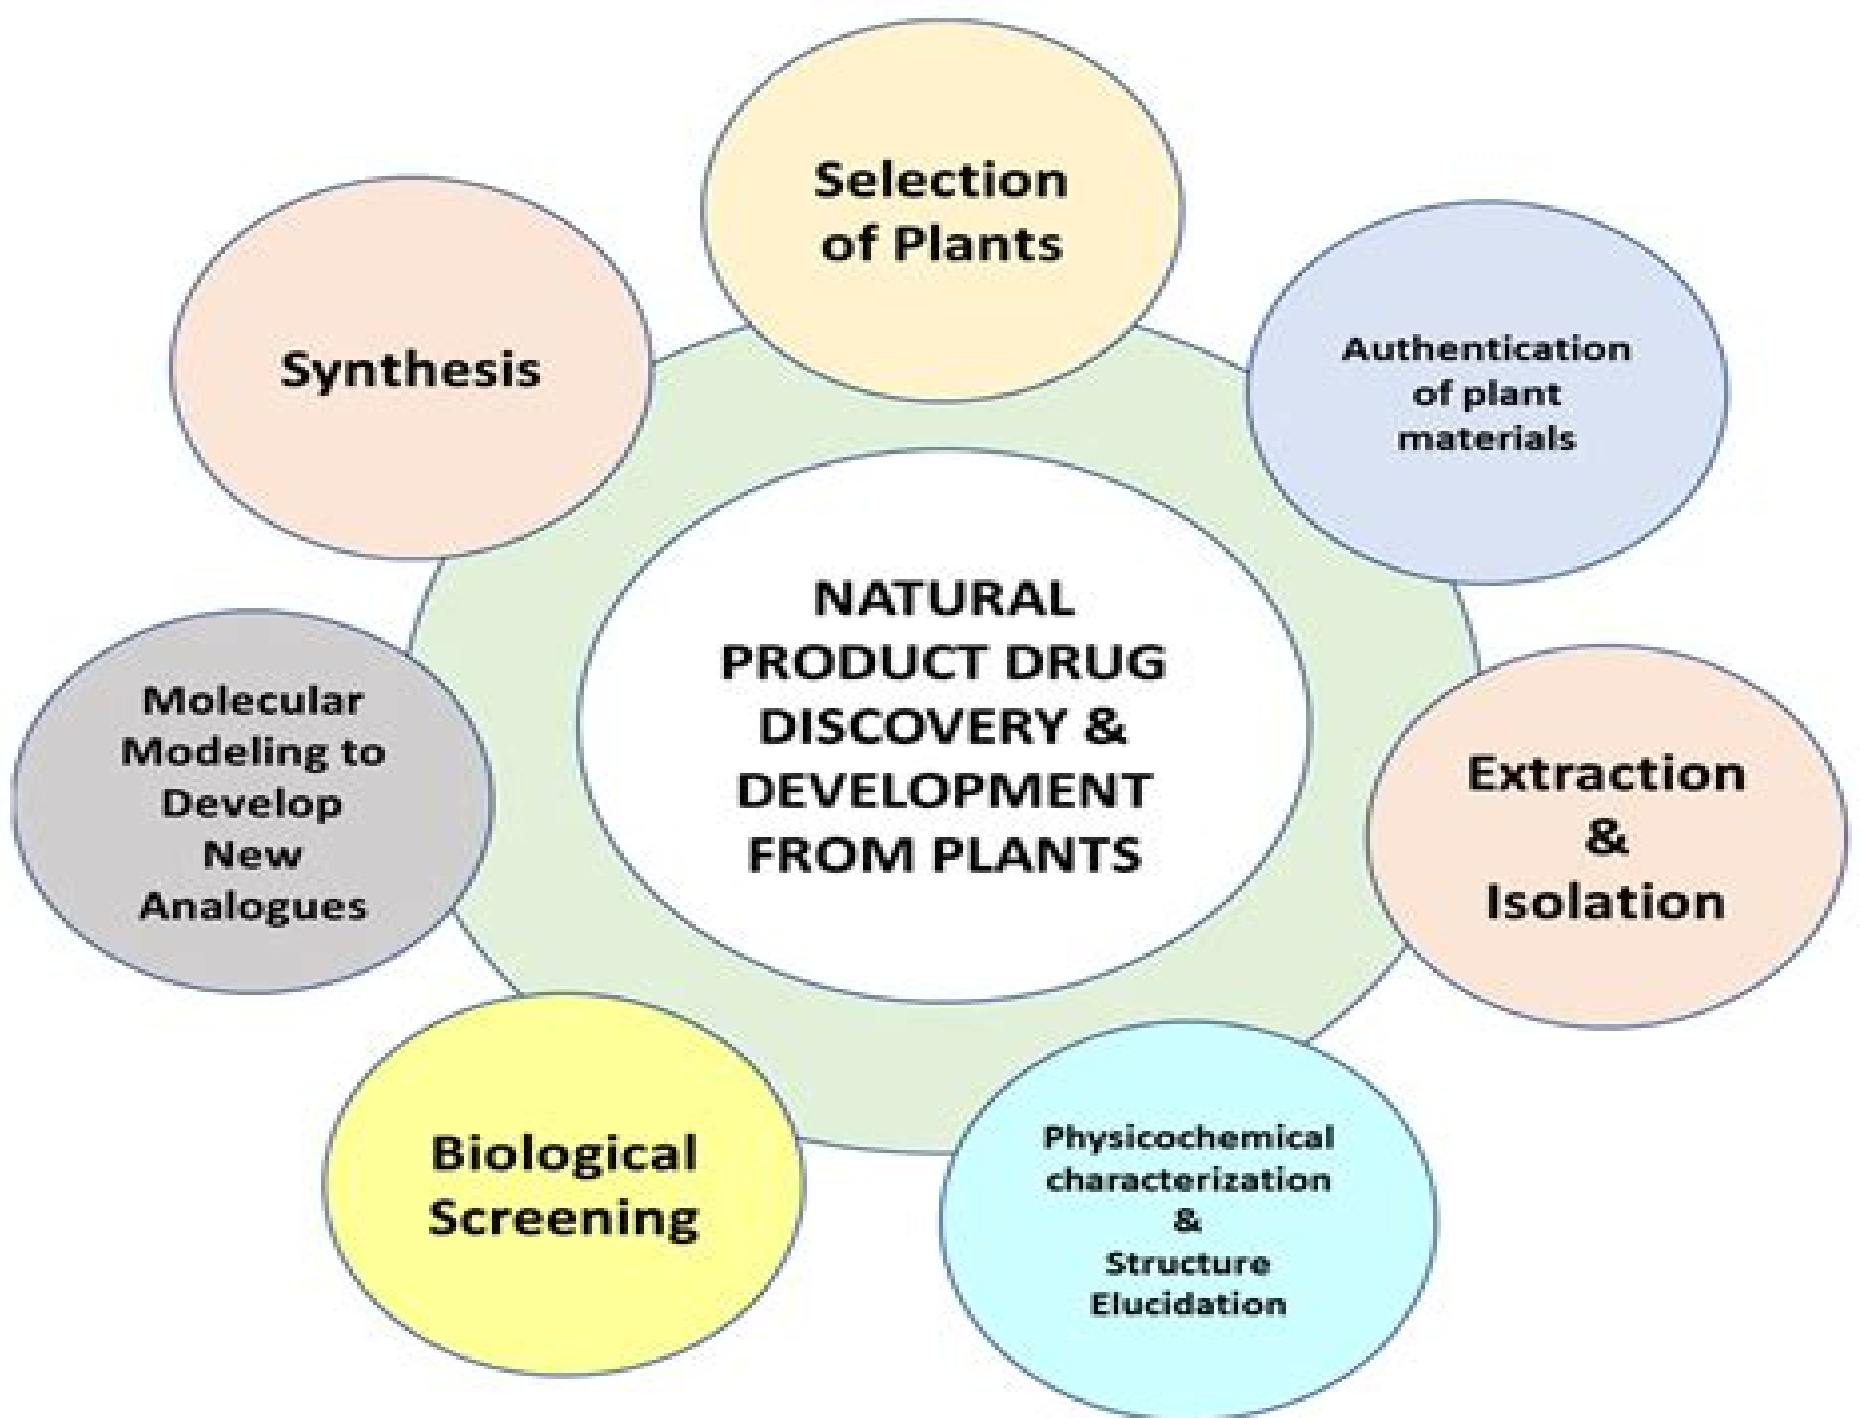 Selection
of Plants
Authentication
of plant
materials
Extraction
&
Isolation
Physicochemical
characterization
&
Structure
Elucidation
Biological
Screening
Molecular
Modeling to
Develop
New
Analogues
Synthesis
NATURAL
PRODUCT DRUG
DISCOVERY &
DEVELOPMENT
FROM PLANTS